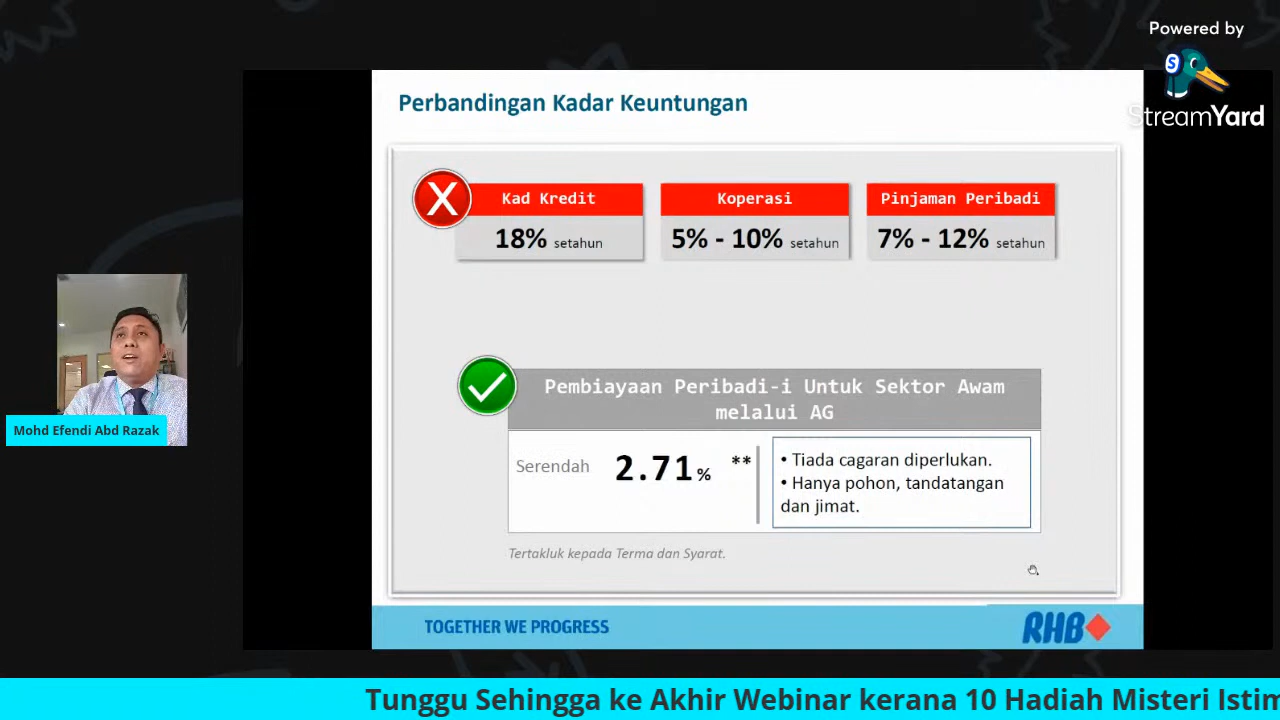 Powered by
StreamYard
Perbandingan Kadar Keuntungan
X
Kad Kredit
18% setahun
Koperasi
5% - 10% setahun
Pinjaman Peribadi
7% - 12% setahun
Pembiayaan Peribadi-i Untuk Sektor Awam
melalui AG
Serendah 2.71% **
• Tiada cagaran diperlukan.
• Hanya pohon, tandatangan
dan jimat.
Tertakluk kepada Terma dan Syarat.
TOGETHER WE PROGRESS
RHB
Mohd Efendi Abd Razak
Tunggu Sehingga ke Akhir Webinar kerana 10 Hadiah Misteri Istim